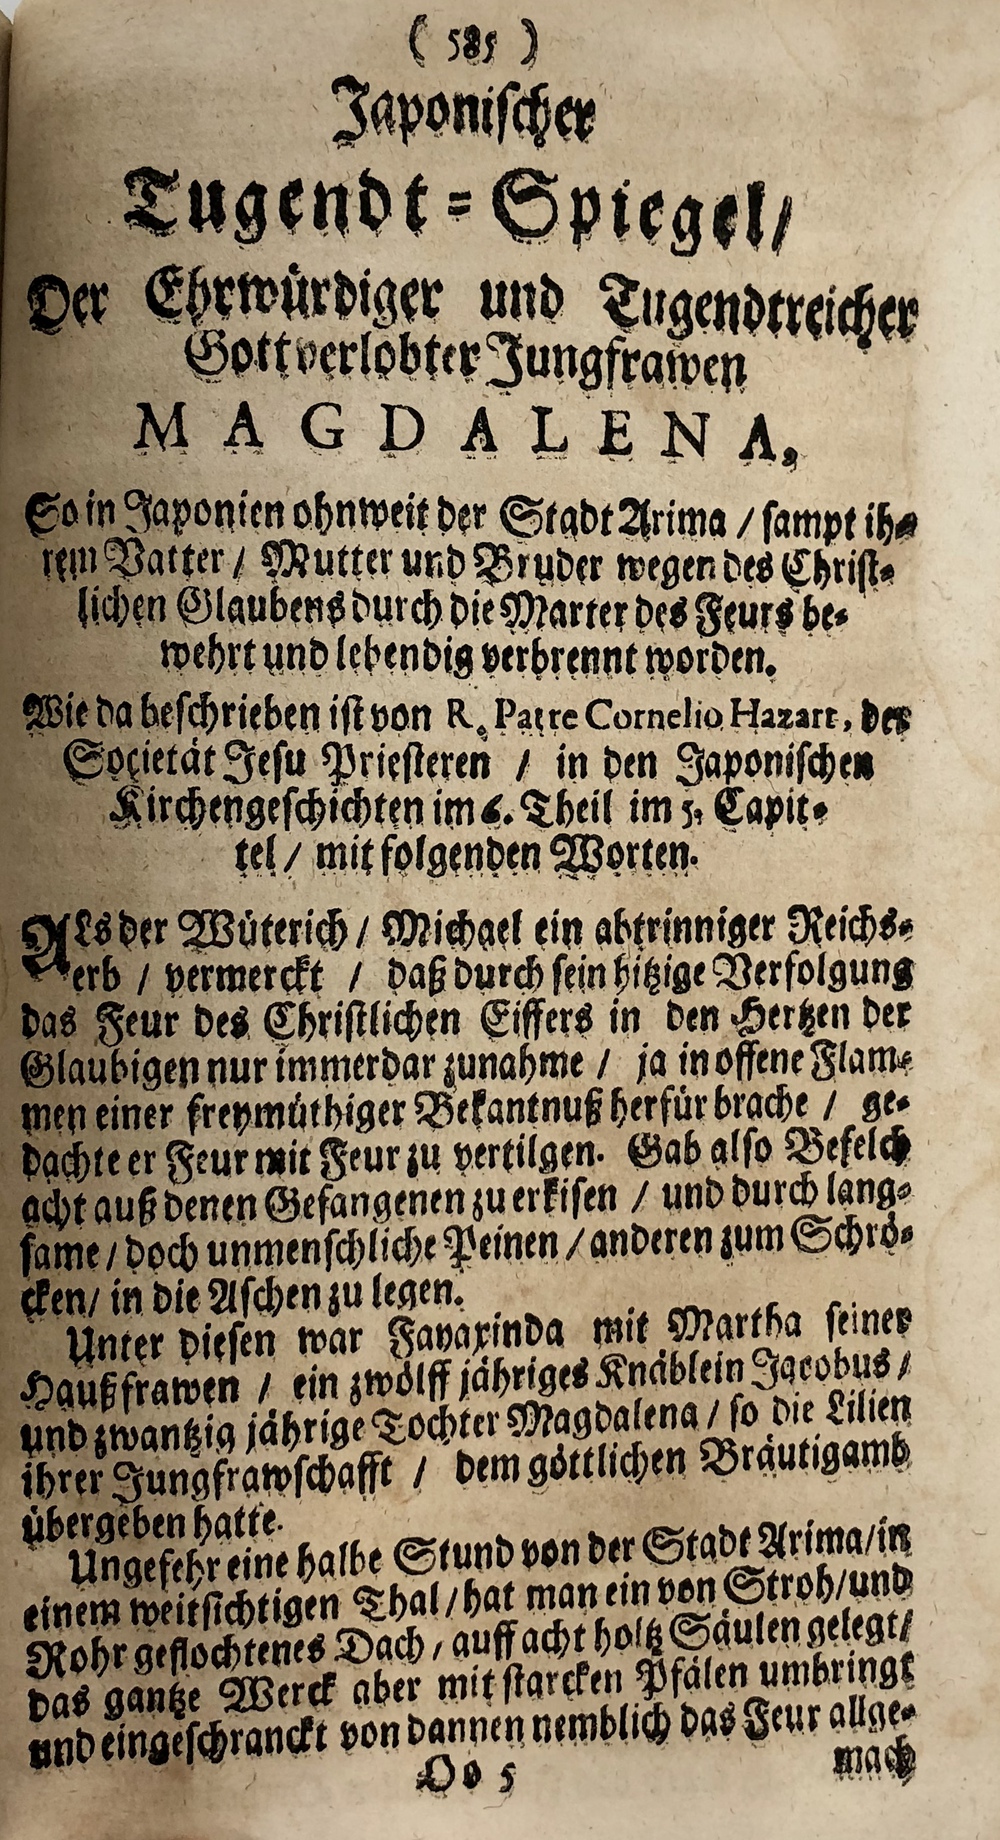 ( 585 )
Japonischer
Tugendt=Spiegel/
Der Ehrwürdiger und Tugendtreicher
Gottverlobter Jungfrawen
MAGDALENA,
So in Japonien ohnweit der Stadt Arima / sampt ih=
rem Vatter / Mutter und Bruder wegen des Christ=
lichen Glaubens durch die Marter des Feurs be=
wehrt und lebendig verbrennt worden.
Wie da beschrieben ist von R. Patre Cornelio Hazart, der
Societät Jesu Priesteren / in den Japonischen
Kirchengeschichten im 6. Theil im 5. Capit=
tel / mit folgenden Worten.
ALs der Wüterich / Michael ein abtrinniger Reichs=
erb / vermerckt / daß durch sein hitzige Verfolgung
das Feur des Christlichen Eiffers in den Hertzen der
Glaubigen nur immerdar zunahme / ja in offene Flam=
men einer freymüthiger Bekantnuß herfür brache / ge=
dachte er Feur mit Feur zu vertilgen. Gab also Befelch
acht auß denen Gefangenen zu erkisen / und durch lang=
same / doch unmenschliche Peinen / anderen zum Schrö=
cken/ in die Aschen zu legen.
Unter diesen war Fayaxinda mit Martha seiner
Haußfrawen / ein zwölff jähriges Knäblein Jacobus /
und zwantzig jährige Tochter Magdalena / so die Lilien
ihrer Jungfrawschafft / dem göttlichen Bräutigamb
übergeben hatte.
Ungefehr eine halbe Stund von der Stadt Arima/in
einem weitsichtigen Thal / hat man ein von Stroh/und
Rohr geflochtenes Dach / auff acht holtz Säulen gelegt/
das gantze Werck aber mit starcken Pfälen umbringt
und eingeschranckt von dannen nemblich das Feur allge=
Oo 5 mach